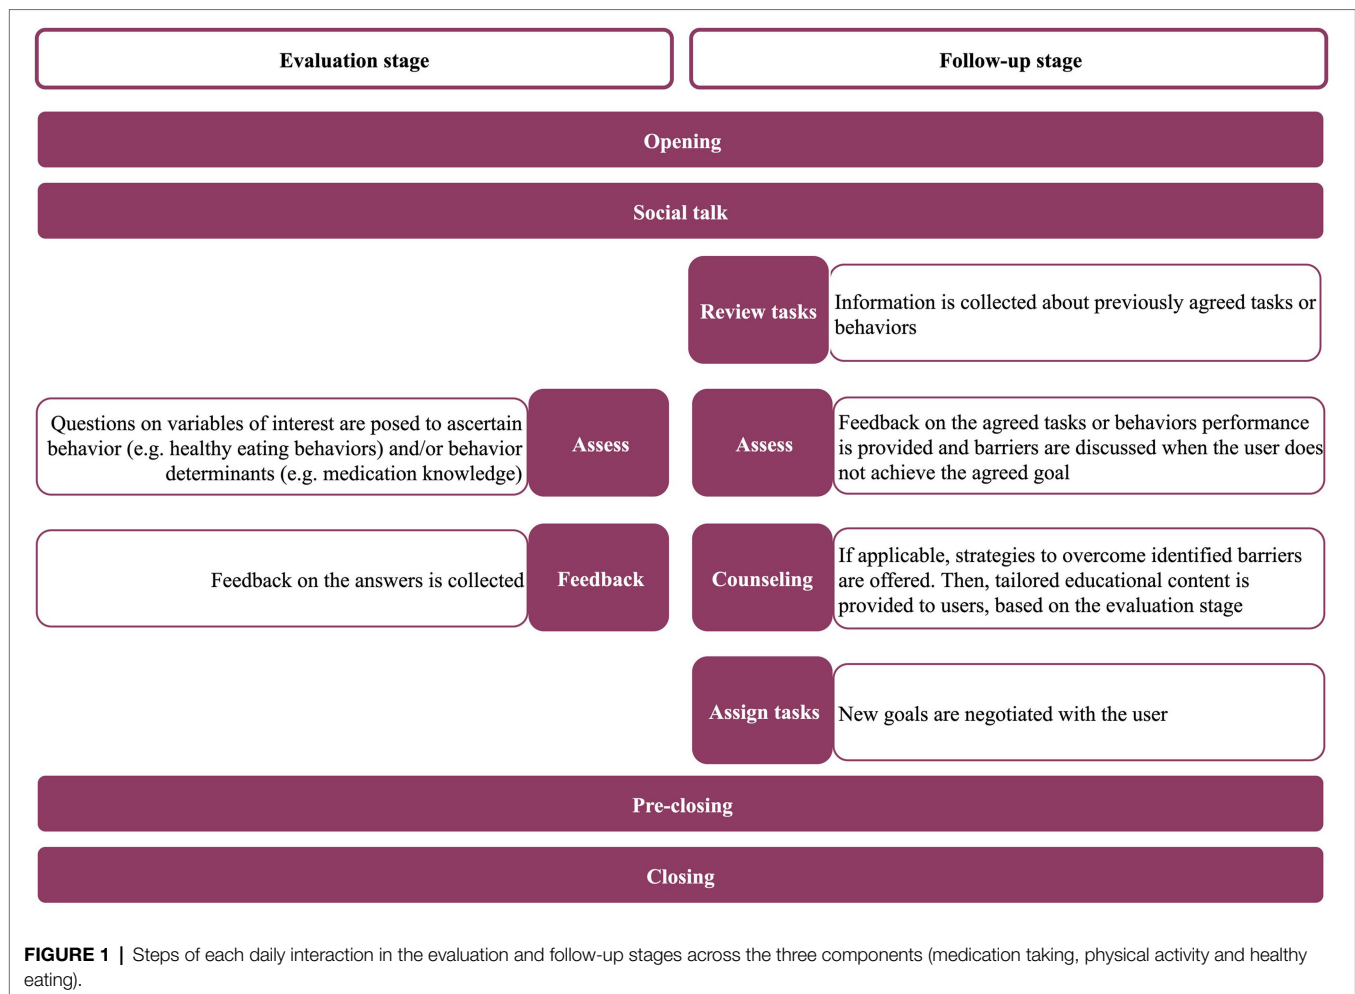 Evaluation stage
Follow-up stage
Opening
Social talk
Review tasks
Information is collected about previously agreed tasks or
behaviors
Questions on variables of interest are posed to ascertain
behavior (e.g. healthy eating behaviors) and/or behavior
determinants (e.g. medication knowledge)
Assess
Assess
Feedback on the agreed tasks or behaviors performance
is provided and barriers are discussed when the user does
not achieve the agreed goal
Feedback on the answers is collected
Feedback
Counseling
If applicable, strategies to overcome identified barriers
are offered. Then, tailored educational content is
provided to users, based on the evaluation stage
Assign tasks
New goals are negotiated with the user
Pre-closing
Closing
FIGURE 1 | Steps of each daily interaction in the evaluation and follow-up stages across the three components (medication taking, physical activity and healthy
eating).